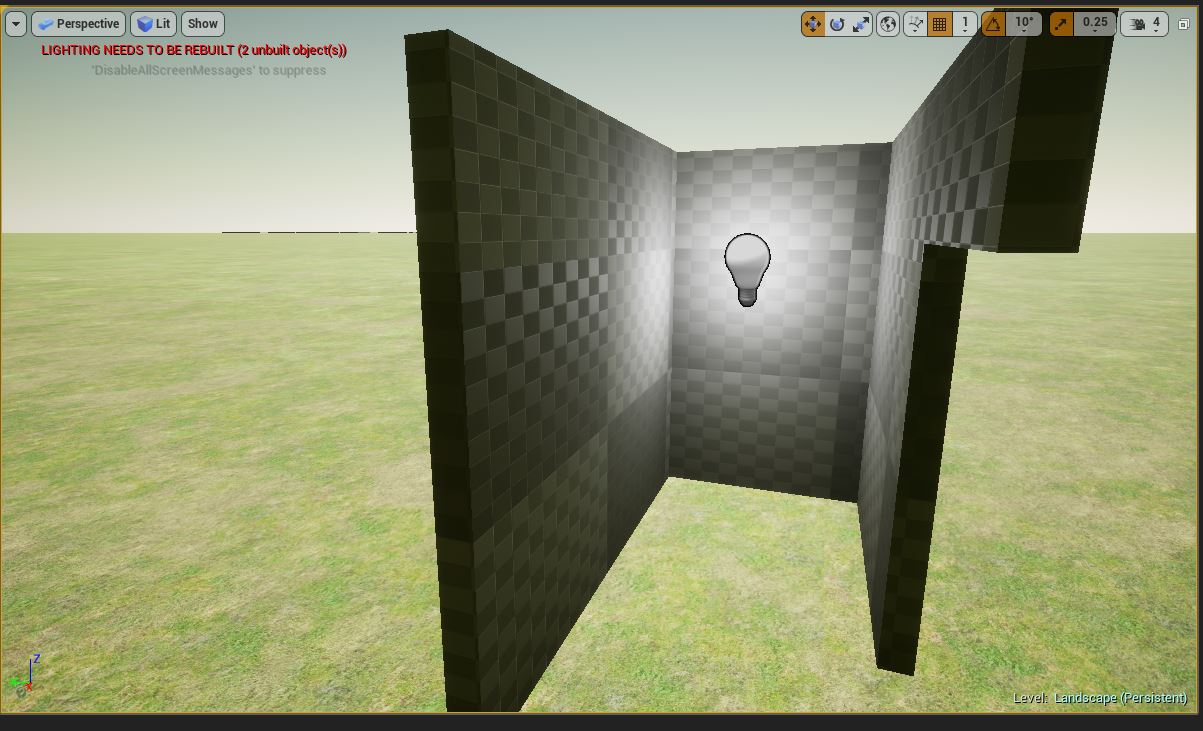 Perspective Lit Show 1 10° 0.25 4
LIGHTING NEEDS TO BE REBUILT (2 unbuilt object(s))
'DisableAllScreenMessages' to suppress
Z
Level: Landscape (Persistent)